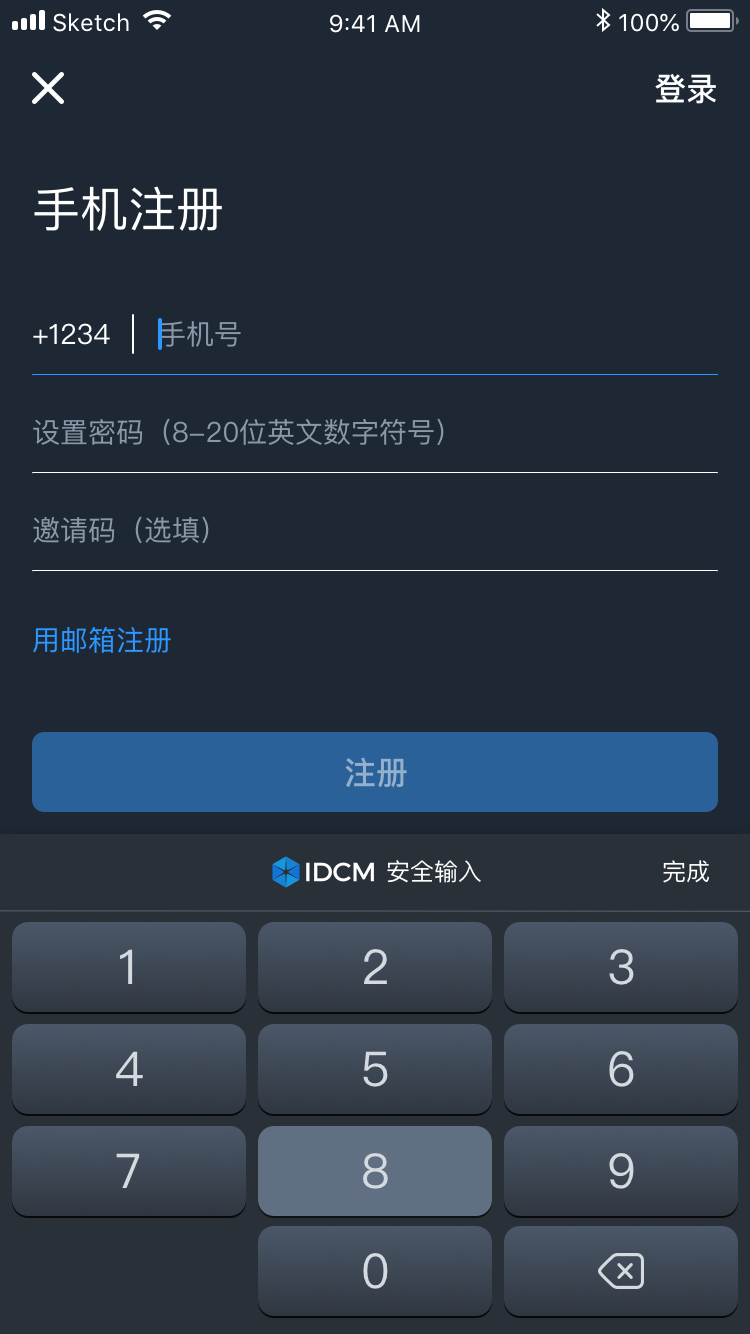 Sketch 9:41 AM 100%
登录
手机注册
+1234 手机号
设置密码（8-20位英文数字符号）
邀请码（选填）
用邮箱注册
注册
IDCM 安全输入 完成
1 2 3
4 5 6
7 8 9
0